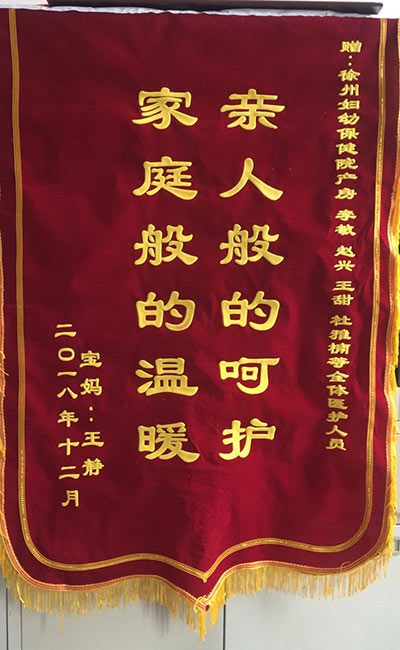 赠：徐州妇幼保健院产房 李敏 赵兴 王甜 杜雅楠等全体医护人员
亲人般的呵护
家庭般的温暖
宝妈：王静
二〇一八年十二月